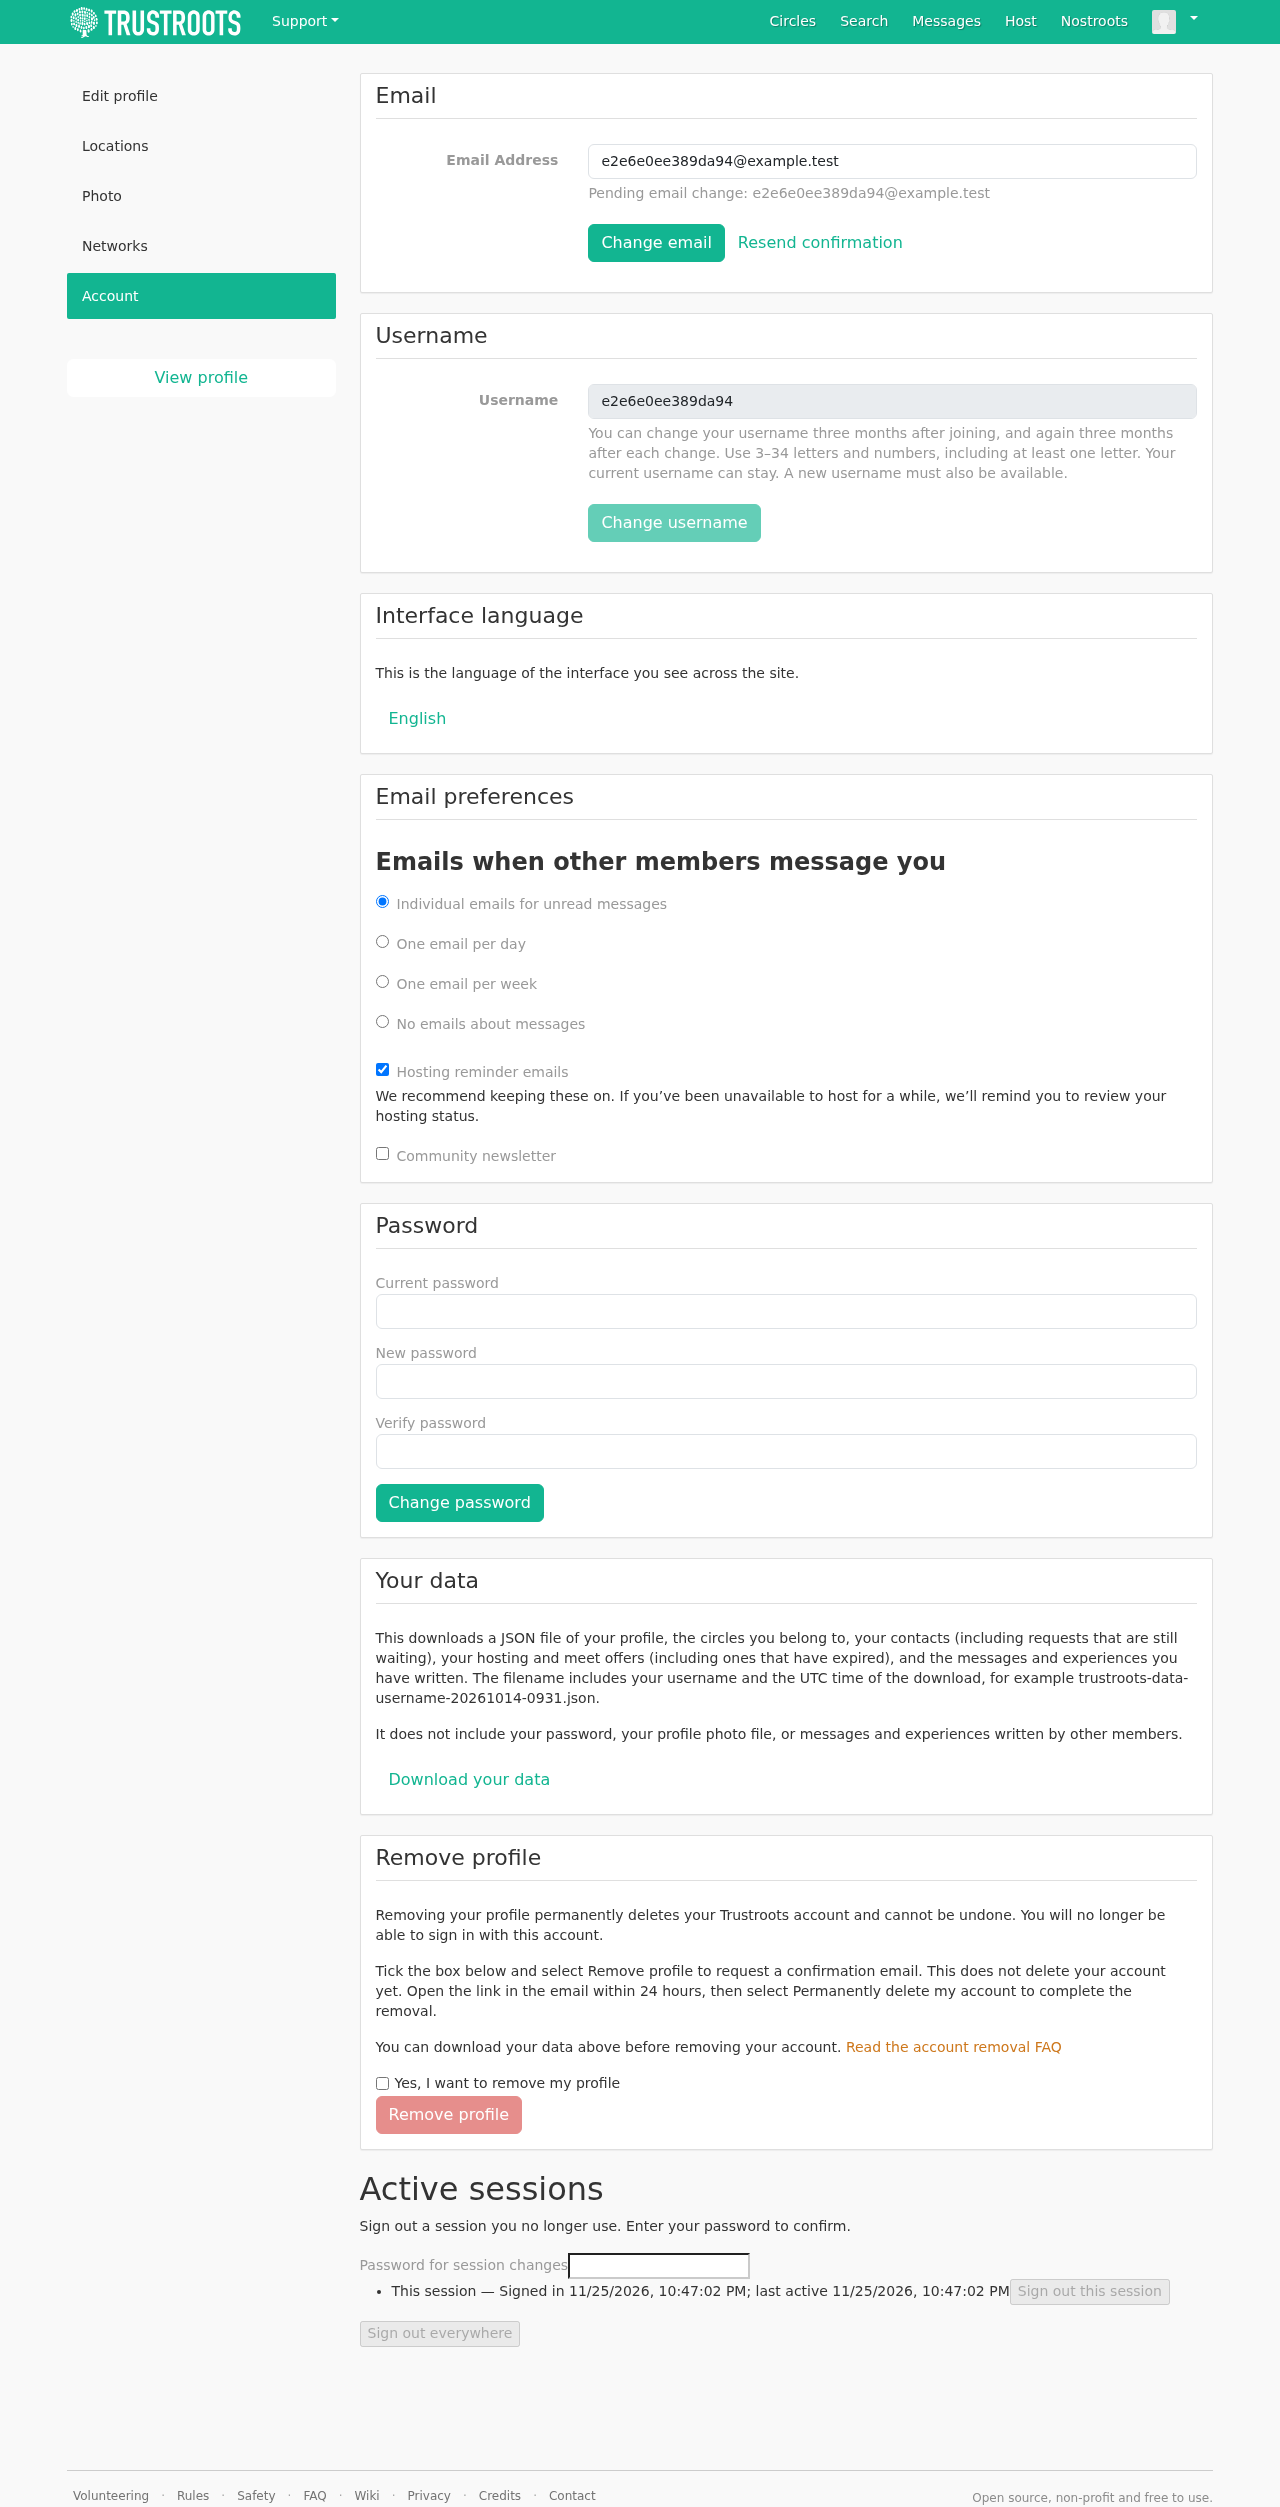 TRUSTROOTS Support Circles Search Messages Host Nostroots
Edit profile
Locations
Photo
Networks
Account
View profile
Email
Email Address e2e6e0ee389da94@example.test
Pending email change: e2e6e0ee389da94@example.test
Change email Resend confirmation
Username
Username e2e6e0ee389da94
You can change your username three months after joining, and again three months
after each change. Use 3–34 letters and numbers, including at least one letter. Your
current username can stay. A new username must also be available.
Change username
Interface language
This is the language of the interface you see across the site.
English
Email preferences
Emails when other members message you
Individual emails for unread messages
One email per day
One email per week
No emails about messages
Hosting reminder emails
We recommend keeping these on. If you’ve been unavailable to host for a while, we’ll remind you to review your
hosting status.
Community newsletter
Password
Current password
New password
Verify password
Change password
Your data
This downloads a JSON file of your profile, the circles you belong to, your contacts (including requests that are still
waiting), your hosting and meet offers (including ones that have expired), and the messages and experiences you
have written. The filename includes your username and the UTC time of the download, for example trustroots-data-
username-20261014-0931.json.
It does not include your password, your profile photo file, or messages and experiences written by other members.
Download your data
Remove profile
Removing your profile permanently deletes your Trustroots account and cannot be undone. You will no longer be
able to sign in with this account.
Tick the box below and select Remove profile to request a confirmation email. This does not delete your account
yet. Open the link in the email within 24 hours, then select Permanently delete my account to complete the
removal.
You can download your data above before removing your account. Read the account removal FAQ
Yes, I want to remove my profile
Remove profile
Active sessions
Sign out a session you no longer use. Enter your password to confirm.
Password for session changes
• This session — Signed in 11/25/2026, 10:47:02 PM; last active 11/25/2026, 10:47:02 PM Sign out this session
Sign out everywhere
Volunteering · Rules · Safety · FAQ · Wiki · Privacy · Credits · Contact
Open source, non-profit and free to use.